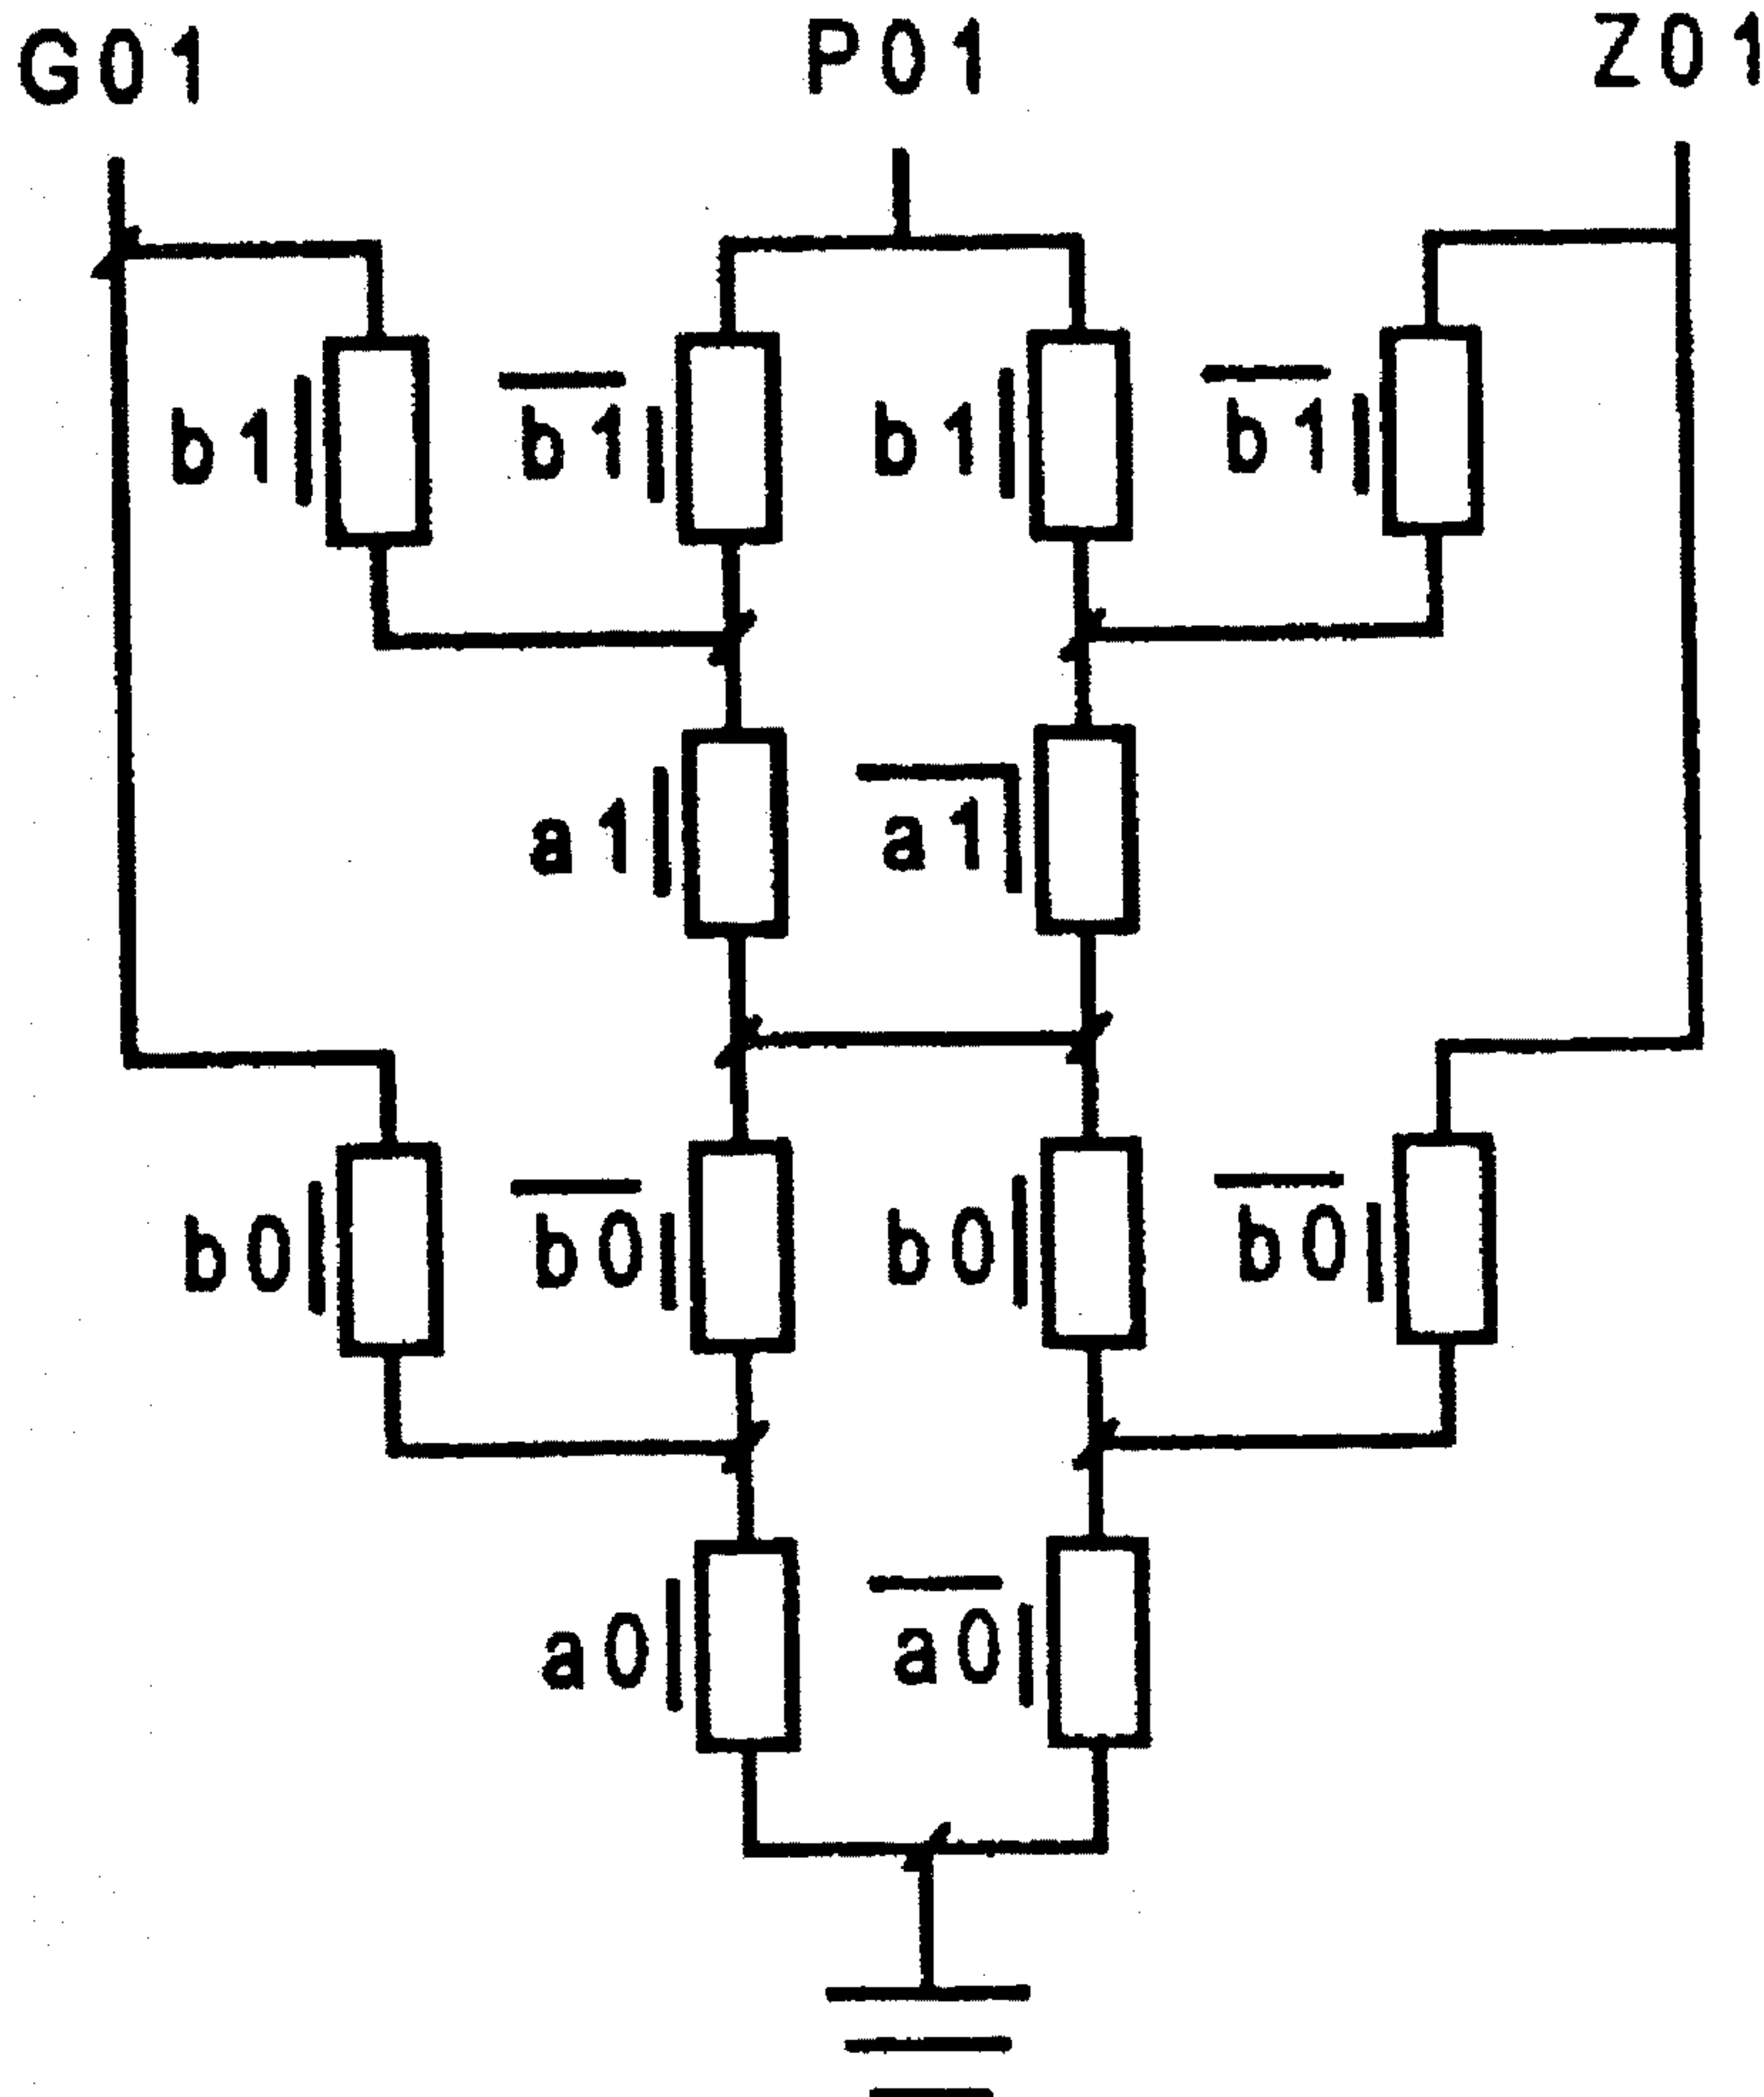 G01 P01 Z01
b1 b̅1̅ b1 b̅1̅
a1 a̅1̅
b0 b̅0̅ b0 b̅0̅
a0 a̅0̅